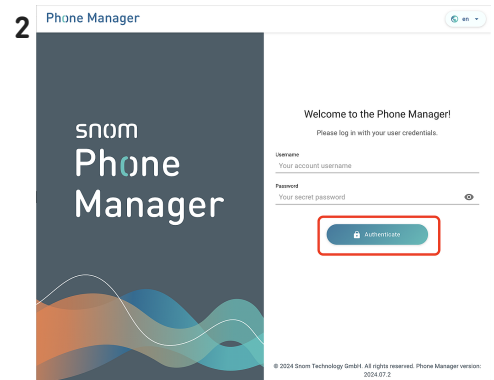 2
Phone Manager
en
snom
Phone
Manager
Welcome to the Phone Manager!
Please log in with your user credentials.
Username
Your account username
Password
Your secret password
Authenticate
© 2024 Snom Technology GmbH. All rights reserved. Phone Manager version:
2024.07.2